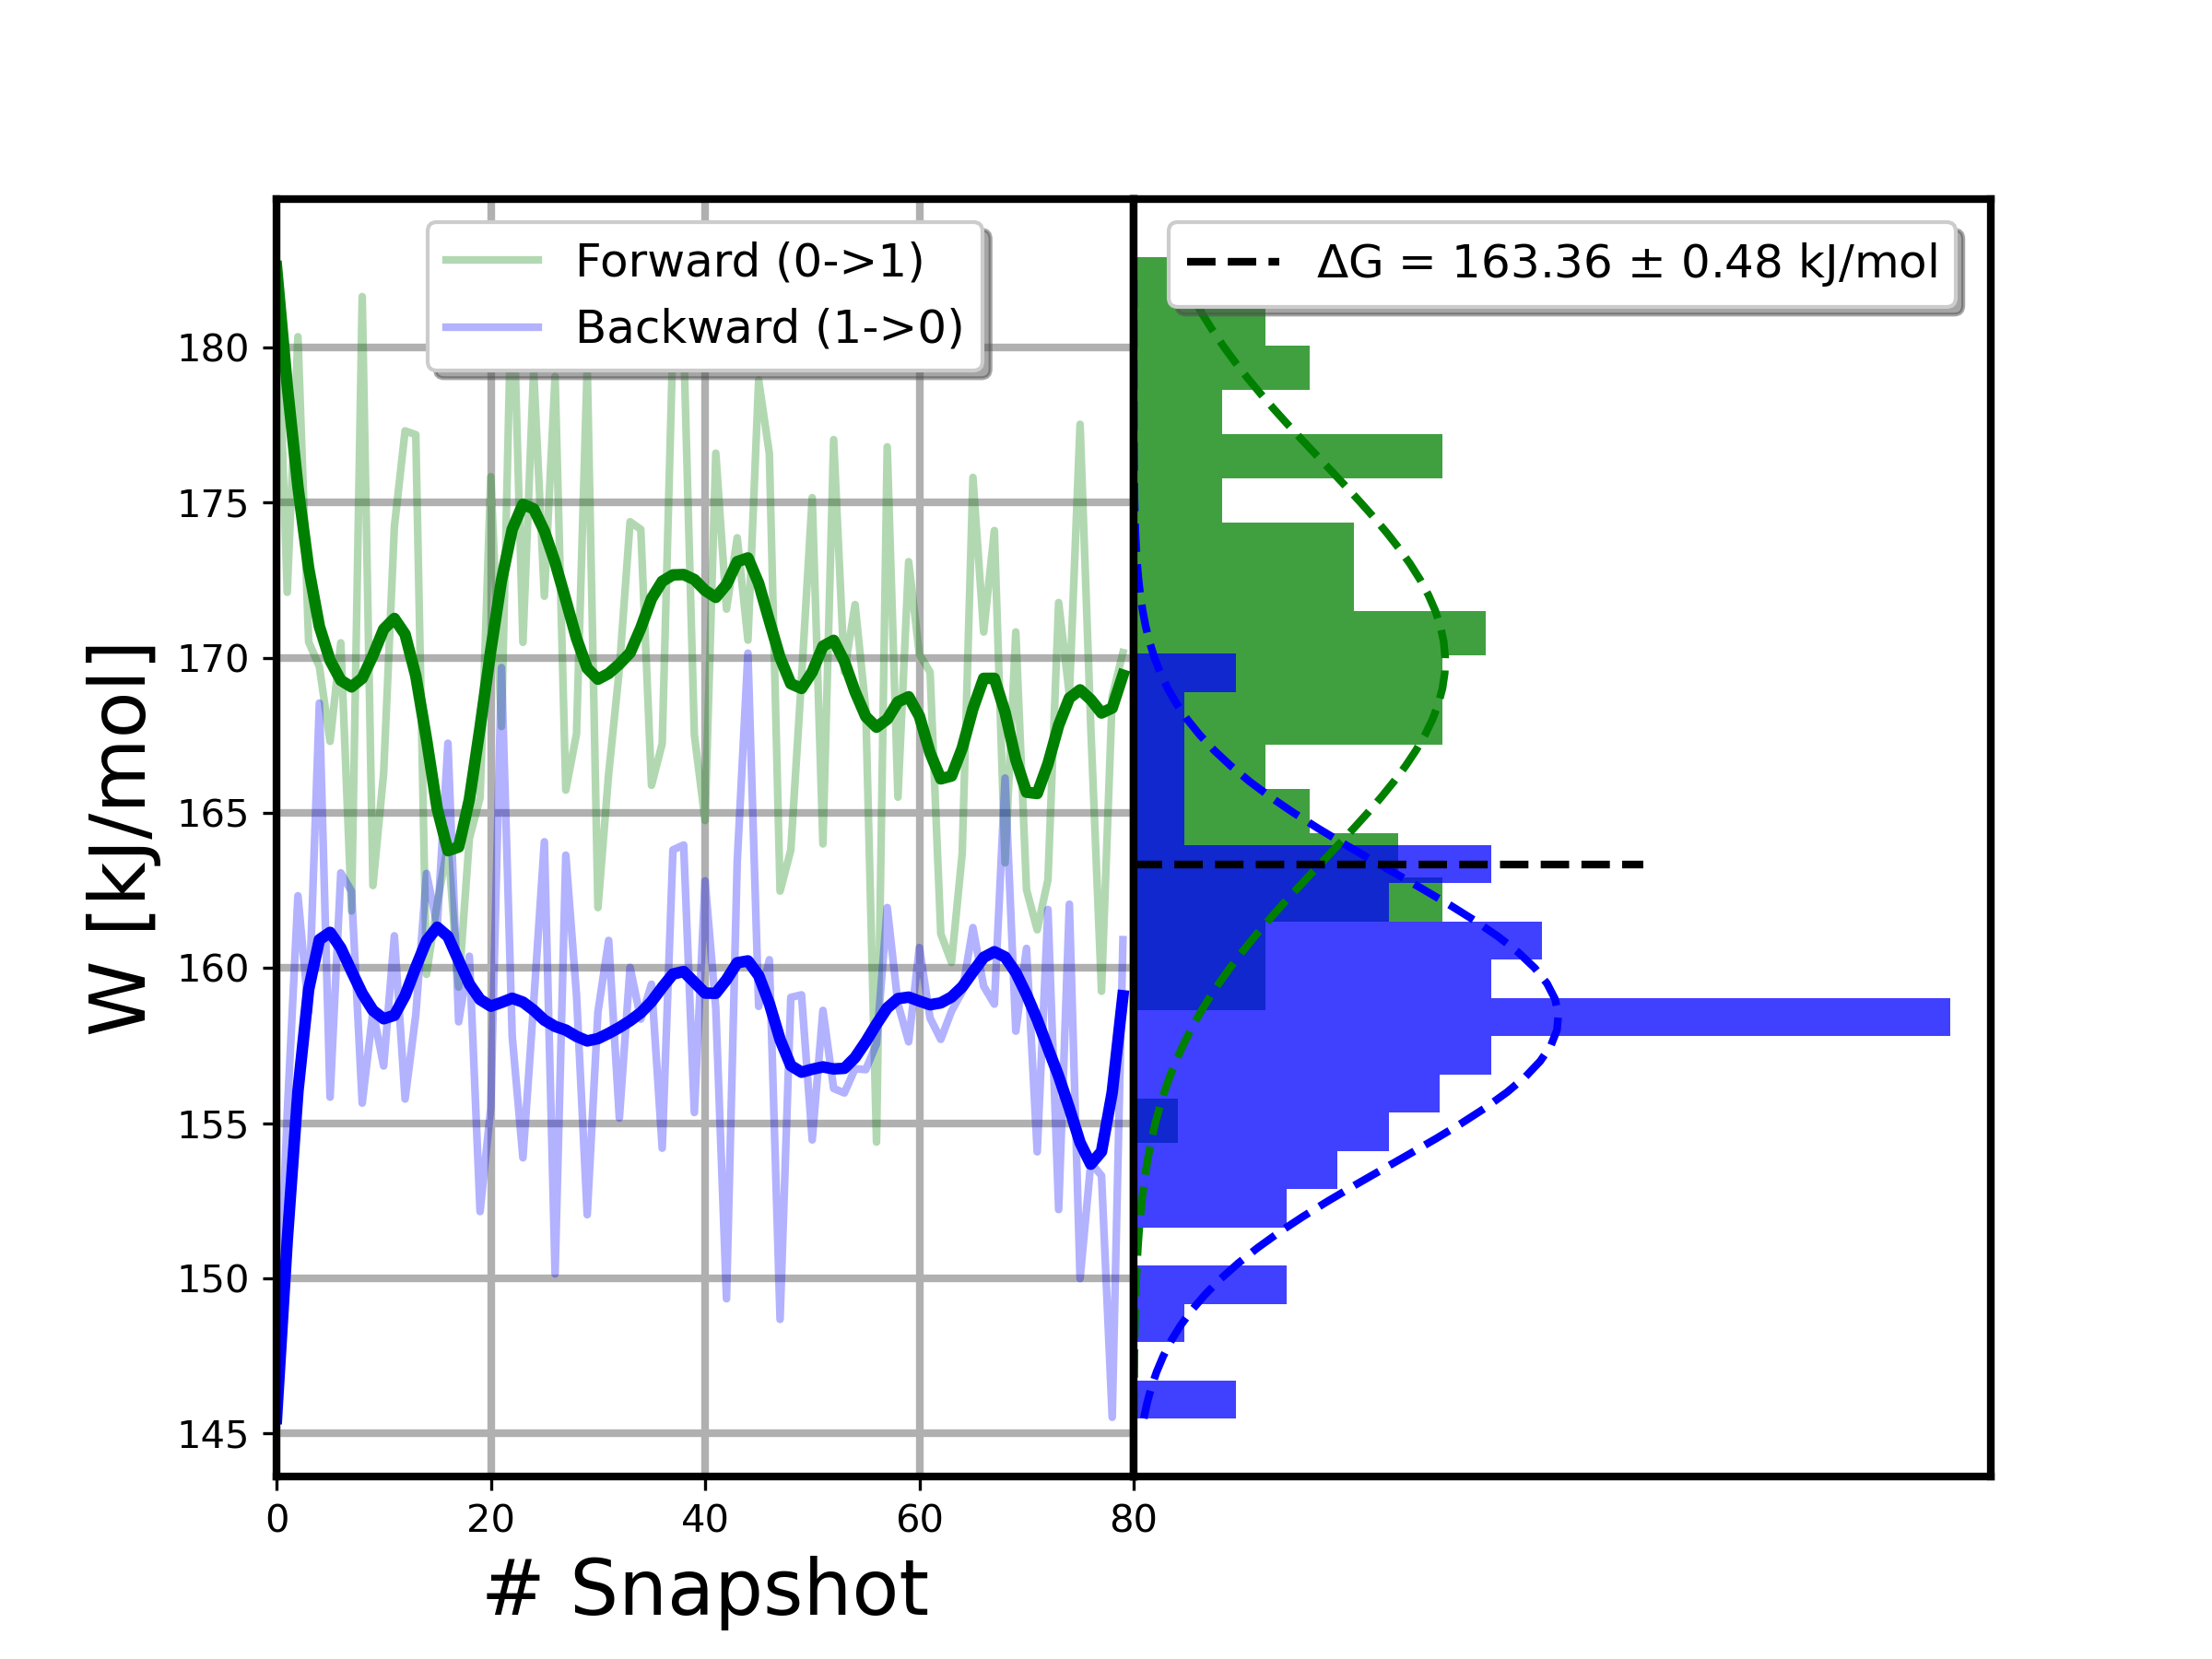 Forward (0->1)
Backward (1->0)
ΔG = 163.36 ± 0.48 kJ/mol
W [kJ/mol]
180
175
170
165
160
155
150
145
0 20 40 60 80
# Snapshot